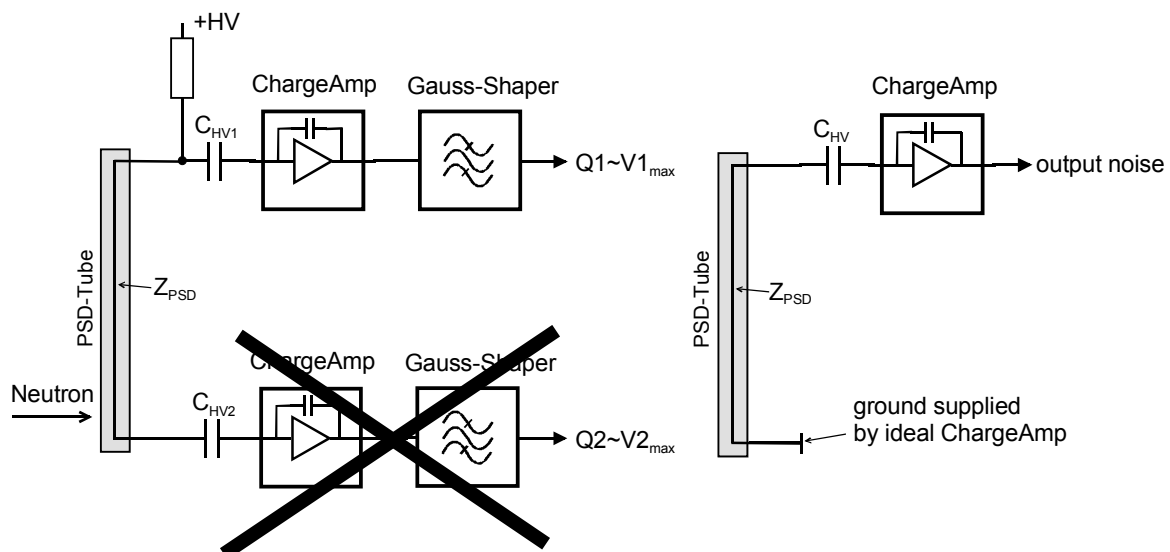 +HV
ChargeAmp
Gauss-Shaper
C_HV1
Q1~V1_max
PSD-Tube
Z_PSD
Neutron
ChargeAmp
Gauss-Shaper
C_HV2
Q2~V2_max
ChargeAmp
C_HV
output noise
PSD-Tube
Z_PSD
ground supplied
by ideal ChargeAmp